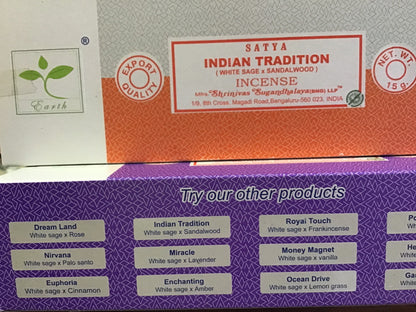 ®
Earth
EXPORT QUALITY
SATYA
INDIAN TRADITION
( WHITE SAGE x SANDALWOOD )
INCENSE
Mfrs. Shrinivas Sugandhalaya(BNG) LLP™
1/9, 8th Cross. Magadi Road,Bengaluru-560 023, INDIA
NET. WT.
15 g.
Try our other products
Dream Land
White sage x Rose
Nirvana
White sage x Palo santo
Euphoria
White sage x Cinnamon
Indian Tradition
White sage x Sandalwood
Miracle
White sage x Lavender
Enchanting
White sage x Amber
Royal Touch
White sage x Frankincense
Money Magnet
White sage x vanilla
Ocean Drive
White sage x Lemon grass